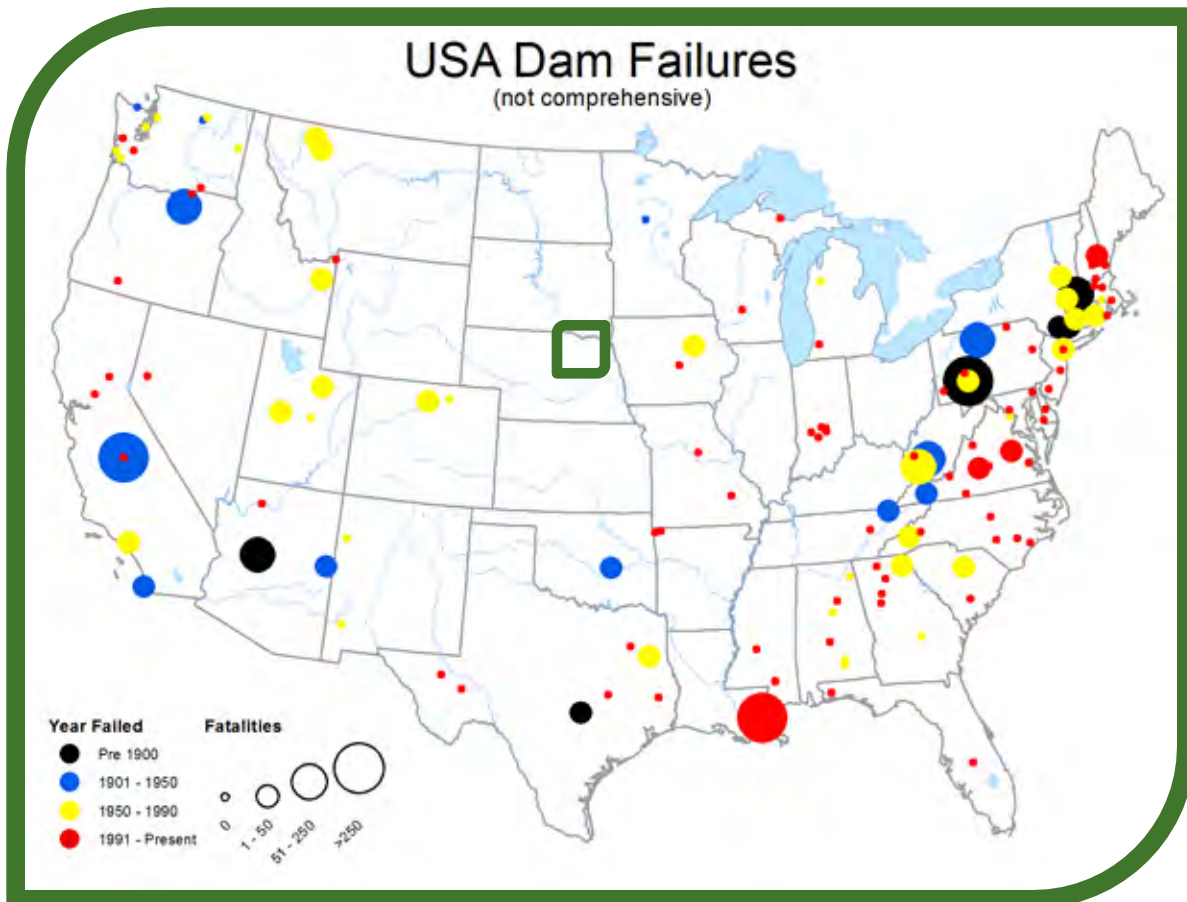 USA Dam Failures
(not comprehensive)
Year Failed
Pre 1900
1901 - 1950
1950 - 1990
1991 - Present
Fatalities
0
1 - 50
51 - 250
>250